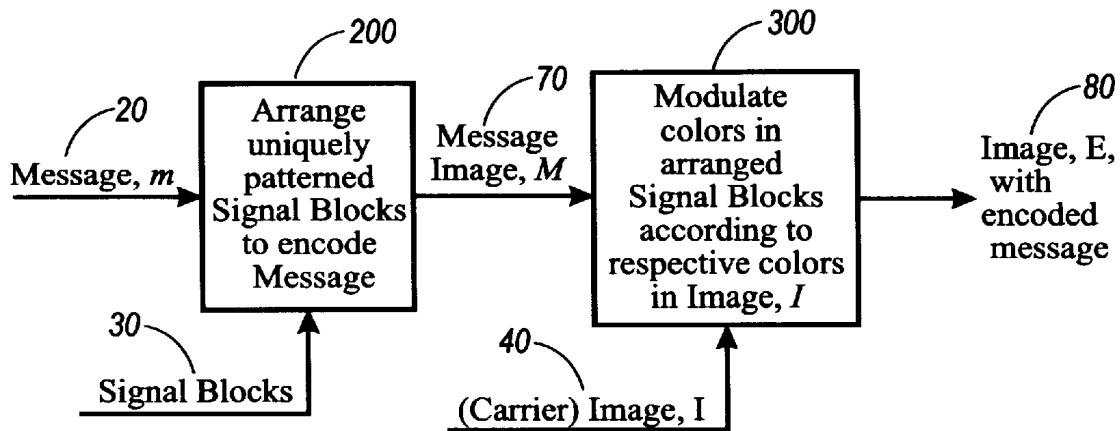 200
300
20
70
80
Message, m
Arrange
uniquely
patterned
Signal Blocks
to encode
Message
Message
Image, M
Modulate
colors in
arranged
Signal Blocks
according to
respective colors
in Image, I
Image, E,
with
encoded
message
30
Signal Blocks
40
(Carrier) Image, I